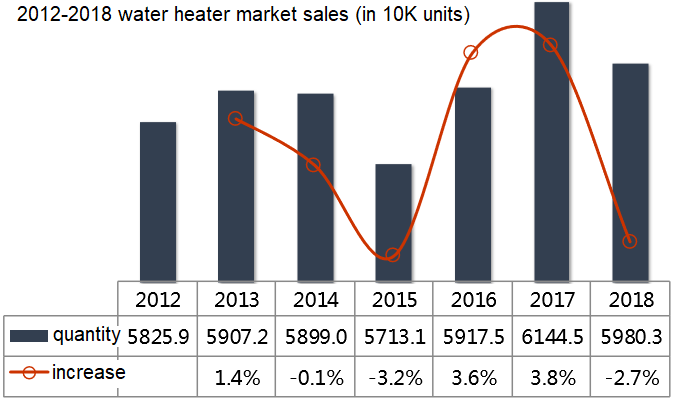 2012-2018 water heater market sales (in 10K units)
2012 2013 2014 2015 2016 2017 2018
quantity 5825.9 5907.2 5899.0 5713.1 5917.5 6144.5 5980.3
increase 1.4% -0.1% -3.2% 3.6% 3.8% -2.7%